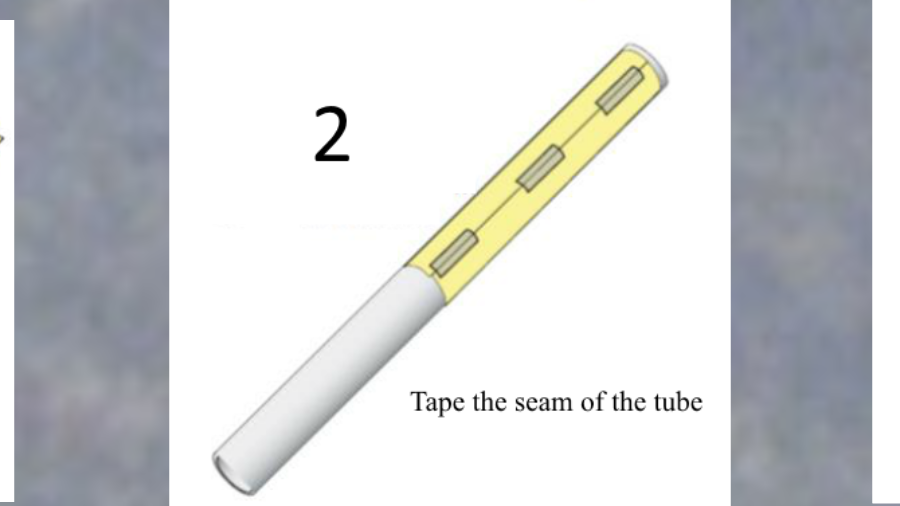 2
Tape the seam of the tube